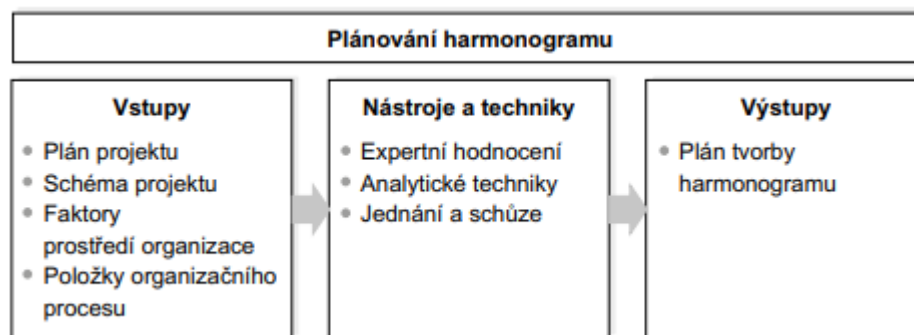 Plánování harmonogramu
Vstupy
• Plán projektu
• Schéma projektu
• Faktory
prostředí organizace
• Položky organizačního
procesu
Nástroje a techniky
• Expertní hodnocení
• Analytické techniky
• Jednání a schůze
Výstupy
• Plán tvorby
harmonogramu